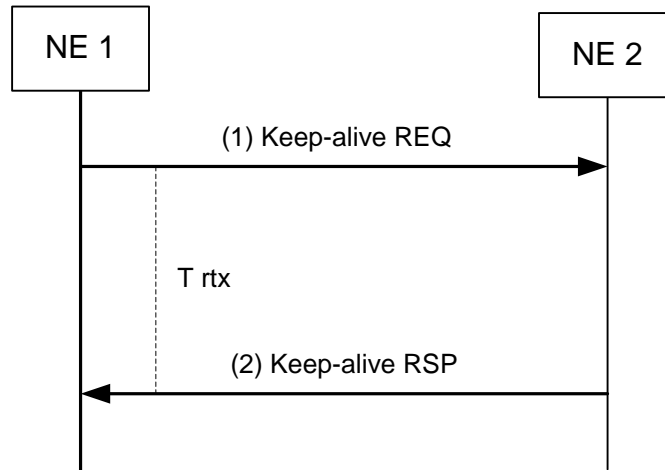 NE 1
NE 2
(1) Keep-alive REQ
T rtx
(2) Keep-alive RSP